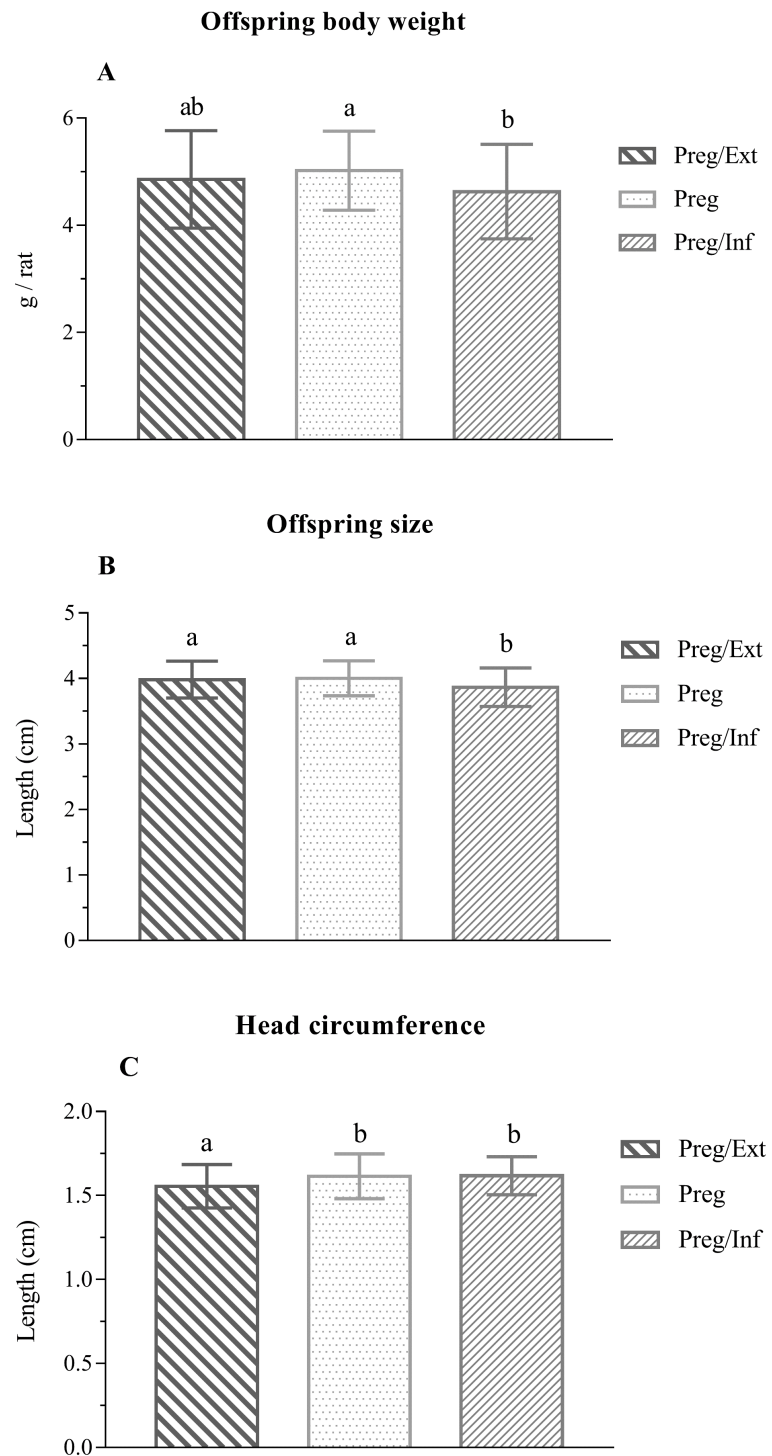 Offspring body weight
A
ab
a
b
6
4
2
0
g / rat
Preg/Ext
Preg
Preg/Inf
Offspring size
B
a
a
b
5
4
3
2
1
0
Length (cm)
Preg/Ext
Preg
Preg/Inf
Head circumference
C
a
b
b
2.0
1.5
1.0
0.5
0.0
Length (cm)
Preg/Ext
Preg
Preg/Inf